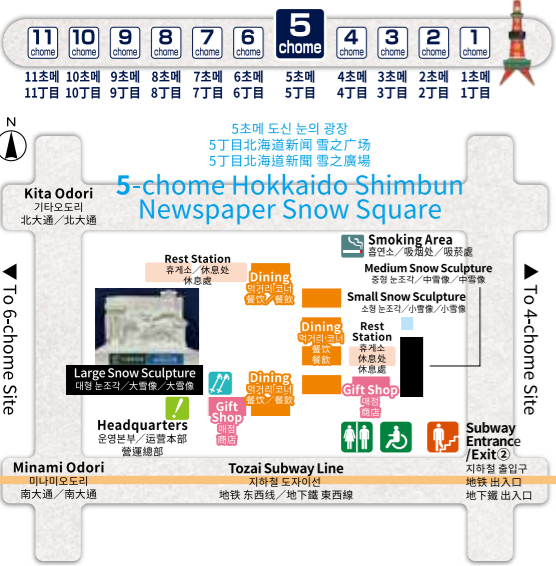 11 chome
10 chome
9 chome
8 chome
7 chome
6 chome
5 chome
4 chome
3 chome
2 chome
1 chome
11초메 10초메 9초메 8초메 7초메 6초메 5초메 4초메 3초메 2초메 1초메
11丁目 10丁目 9丁目 8丁目 7丁目 6丁目 5丁目 4丁目 3丁目 2丁目 1丁目
N
5초메 도신 눈의 광장
5丁目北海道新闻 雪之广场
5丁目北海道新聞 雪之廣場
5-chome Hokkaido Shimbun
Newspaper Snow Square
Kita Odori
기타오도리
北大通／北大通
Smoking Area
흡연소／吸烟处／吸菸處
Rest Station
휴게소／休息处
休息處
Dining
먹거리 코너
餐饮／餐飲
Medium Snow Sculpture
중형 눈조각／中雪像／中雪像
Small Snow Sculpture
소형 눈조각／小雪像／小雪像
Dining
먹거리 코너
餐饮
餐飲
Rest
Station
휴게소
休息处
休息處
To 6-chome Site
To 4-chome Site
Large Snow Sculpture
대형 눈조각／大雪像／大雪像
Dining
먹거리 코너
餐饮／餐飲
Gift
Shop
매점
商店
Gift Shop
매점
商店
Headquarters
운영본부／运营本部
營運總部
Subway
Entrance
/Exit②
지하철 출입구
地铁 出入口
地下鐵 出入口
Minami Odori
미나미오도리
南大通／南大通
Tozai Subway Line
지하철 도자이선
地铁 东西线／地下鐵 東西線